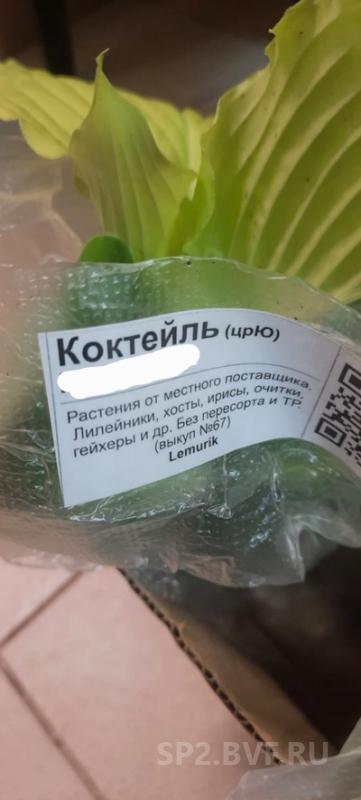 Коктейль (црЮ)
Растения от местного поставщика.
Лилейники, хосты, ирисы, очитки,
гейхеры и др. Без пересорта и ТР
(выкуп №67)
Lemurik
SP2.BVF.RU